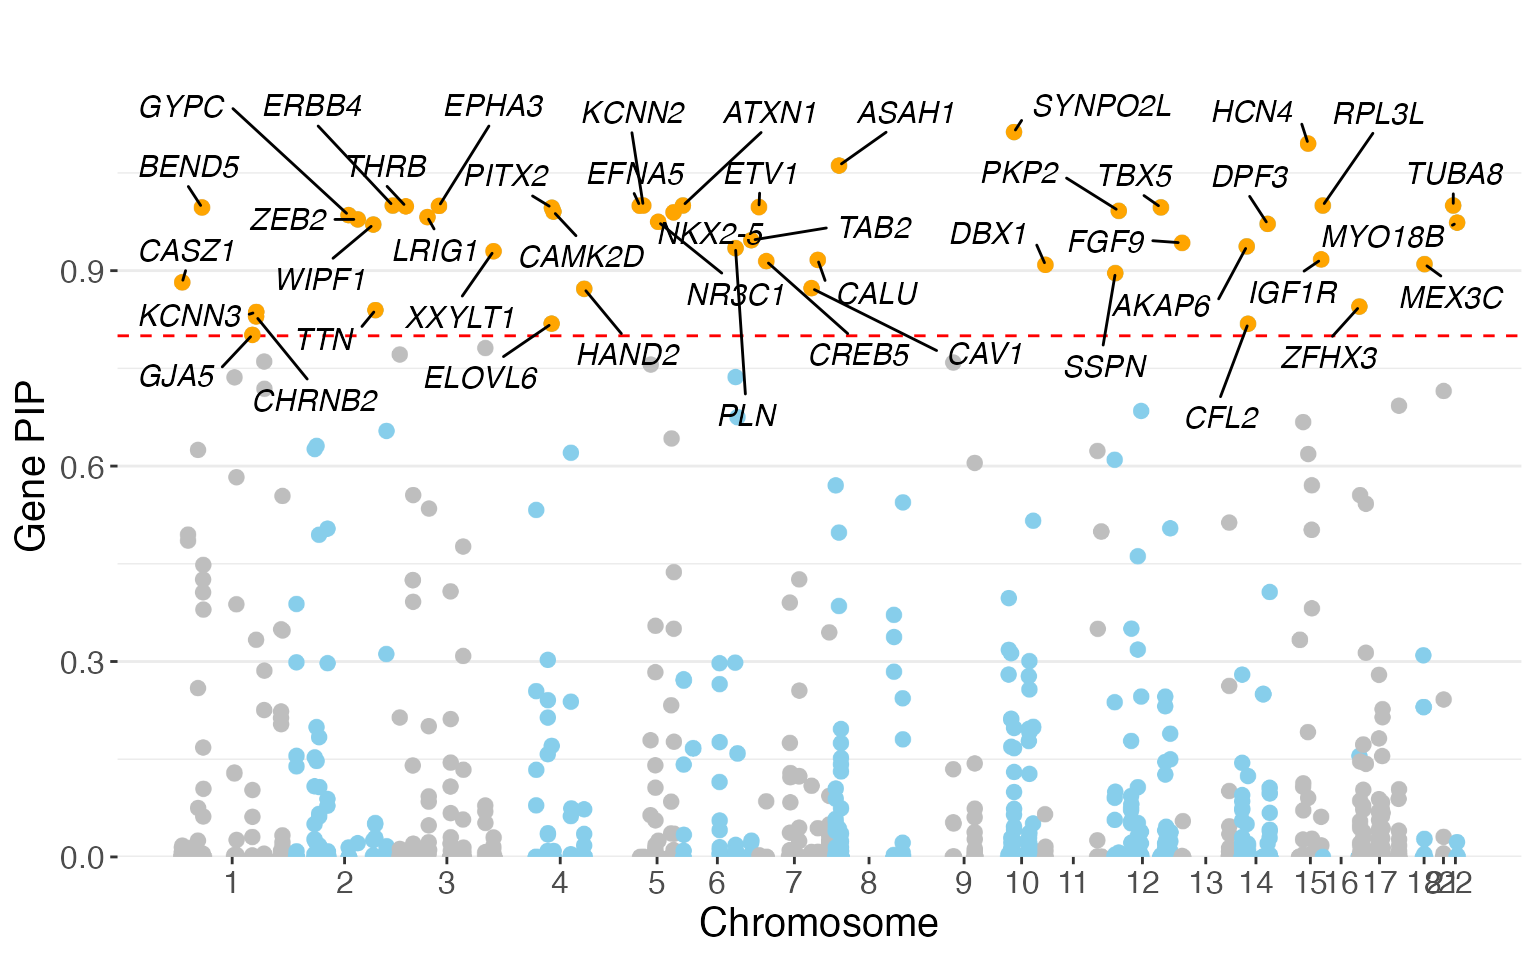 GYPC
ERBB4
EPHA3
KCNN2
ATXN1
ASAH1
SYNPO2L
HCN4
RPL3L
BEND5
THRB
PITX2
EFNA5
ETV1
PKP2
TBX5
DPF3
TUBA8
ZEB2
NKX2-5
TAB2
DBX1
FGF9
MYO18B
CASZ1
WIPF1
LRIG1
CAMK2D
NR3C1
CALU
AKAP6
IGF1R
MEX3C
KCNN3
TTN
XXYLT1
HAND2
CREB5
CAV1
SSPN
ZFHX3
GJA5
CHRNB2
ELOVL6
PLN
CFL2
Gene PIP
0.9
0.6
0.3
0.0
1 2 3 4 5 6 7 8 9 10 11 12 13 14 15 16 17 18 21 22
Chromosome